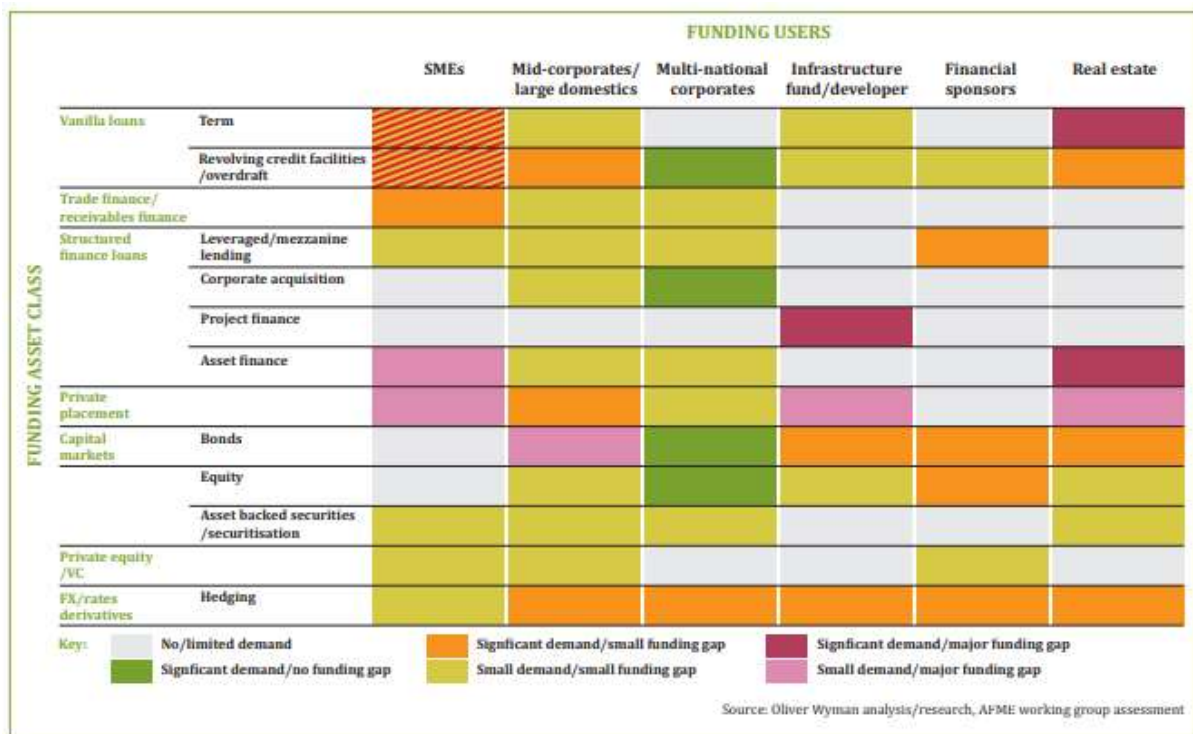 FUNDING USERS
SMEs
Mid-corporates/
large domestics
Multi-national
corporates
Infrastructure
fund/developer
Financial
sponsors
Real estate
FUNDING ASSET CLASS
Vanilla loans
Term
Revolving credit facilities
/overdraft
Trade finance/
receivables finance
Structured
finance loans
Leveraged/mezzanine
lending
Corporate acquisition
Project finance
Asset finance
Private
placement
Capital
markets
Bonds
Equity
Asset backed securities
/securitisation
Private equity
/VC
FX/rates
derivatives
Hedging
Key:
No/limited demand
Signficant demand/small funding gap
Signficant demand/major funding gap
Signficant demand/no funding gap
Small demand/small funding gap
Small demand/major funding gap
Source: Oliver Wyman analysis/research, AFME working group assessment